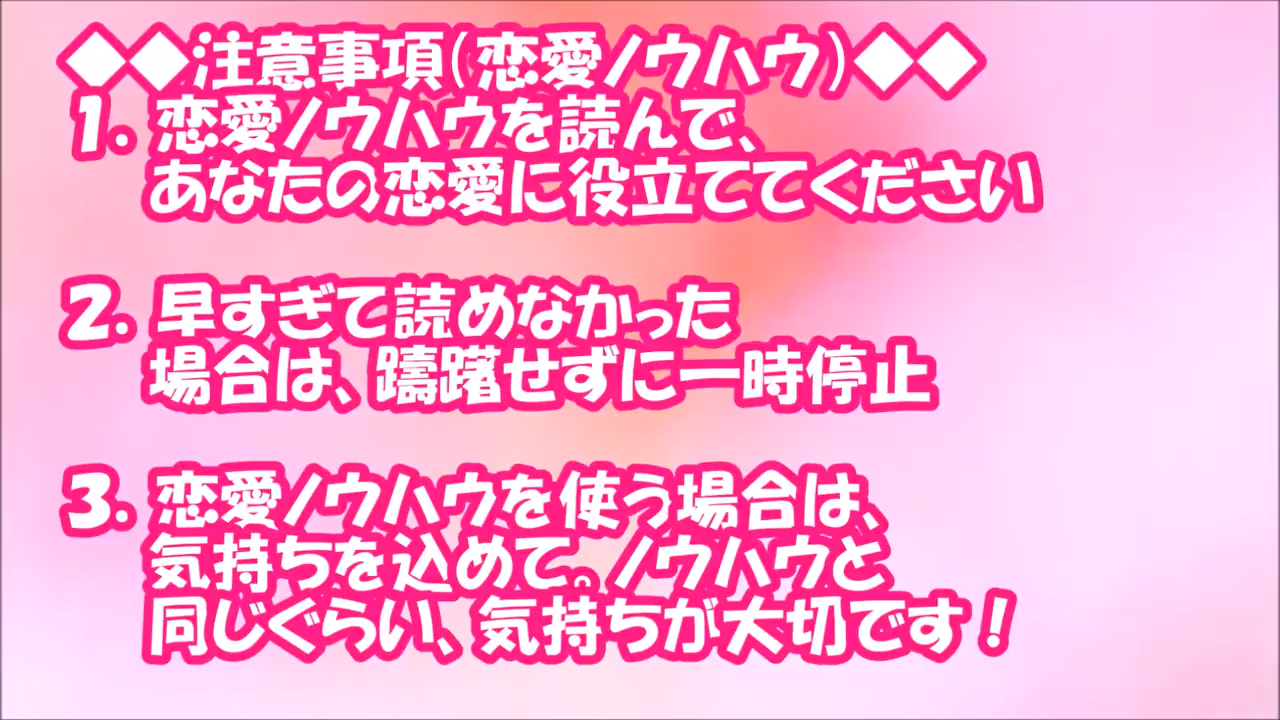 ◆◆注意事項(恋愛ノウハウ)◆◆
1. 恋愛ノウハウを読んで、
あなたの恋愛に役立ててください
2. 早すぎて読めなかった
場合は、躊躇せずに一時停止
3. 恋愛ノウハウを使う場合は、
気持ちを込めて。ノウハウと
同じぐらい、気持ちが大切です！